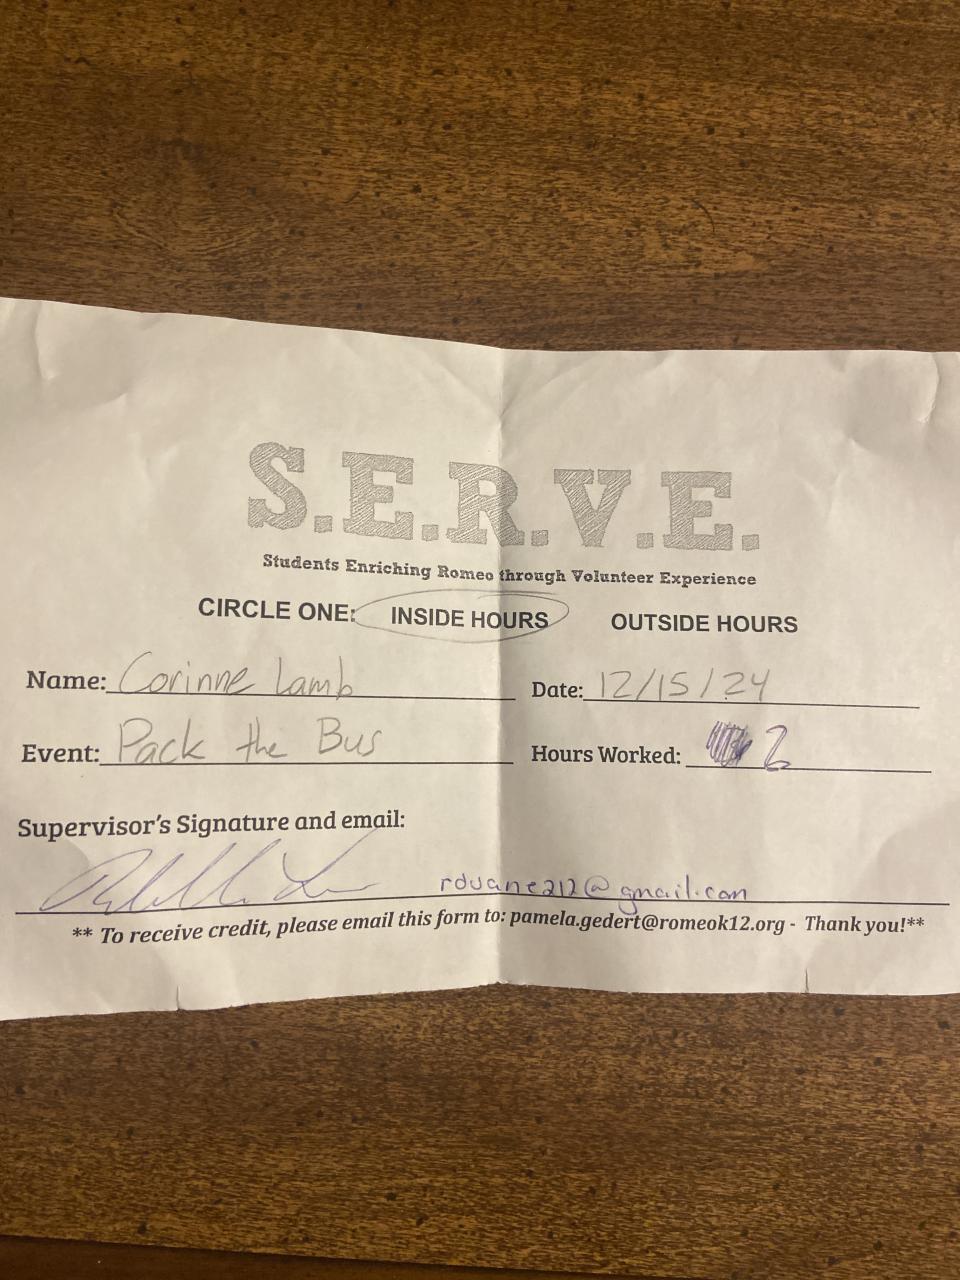 S.E.R.V.E.
Students Enriching Romeo through Volunteer Experience
CIRCLE ONE: INSIDE HOURS OUTSIDE HOURS
Name: Corinne Lamb Date: 12/15/24
Event: Pack the Bus Hours Worked: 2
Supervisor's Signature and email:
rduane212@gmail.com
** To receive credit, please email this form to: pamela.gedert@romeok12.org - Thank you!**